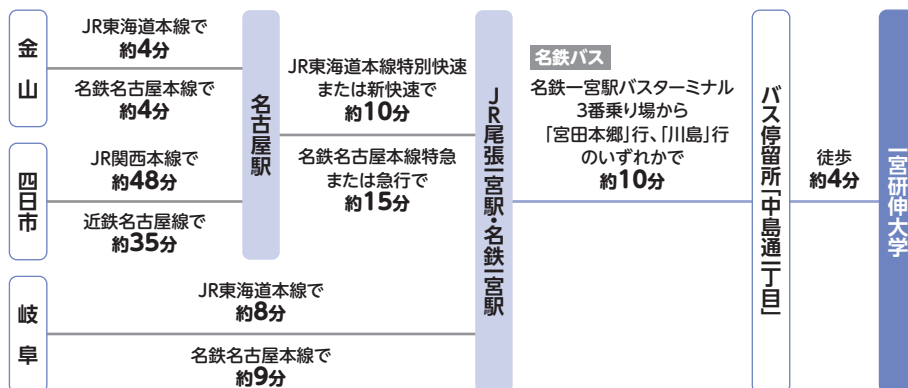 金山
JR東海道本線で
約4分
名鉄名古屋本線で
約4分
四日市
JR関西本線で
約48分
近鉄名古屋線で
約35分
名古屋駅
JR東海道本線特別快速
または新快速で
約10分
名鉄名古屋本線特急
または急行で
約15分
岐阜
JR東海道本線で
約8分
名鉄名古屋本線で
約9分
JR尾張一宮駅・名鉄一宮駅
名鉄バス
名鉄一宮駅バスターミナル
3番乗り場から
「宮田本郷」行、「川島」行
のいずれかで
約10分
バス停留所「中島通一丁目」
徒歩
約4分
一宮研伸大学